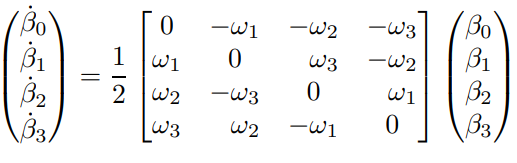 β̇₀ 0 −ω₁ −ω₂ −ω₃ β₀
β̇₁ = 1/2 ω₁ 0 ω₃ −ω₂ β₁
β̇₂ ω₂ −ω₃ 0 ω₁ β₂
β̇₃ ω₃ ω₂ −ω₁ 0 β₃